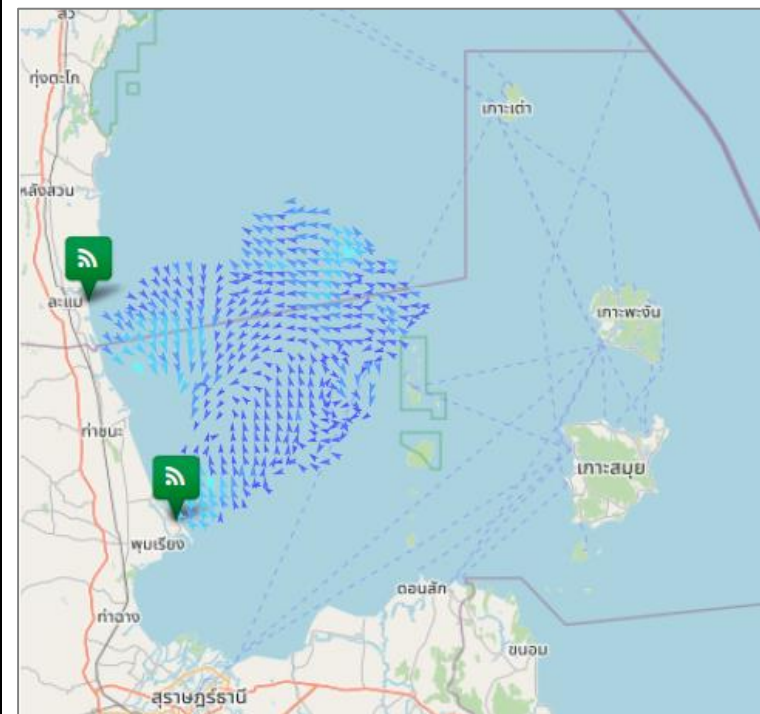 สวี
ทุ่งตะโก
เกาะเต่า
หลังสวน
ละแม
เกาะพะงัน
ท่าชนะ
เกาะสมุย
พุมเรียง
ดอนสัก
ท่าฉาง
ขนอม
สุราษฎร์ธานี